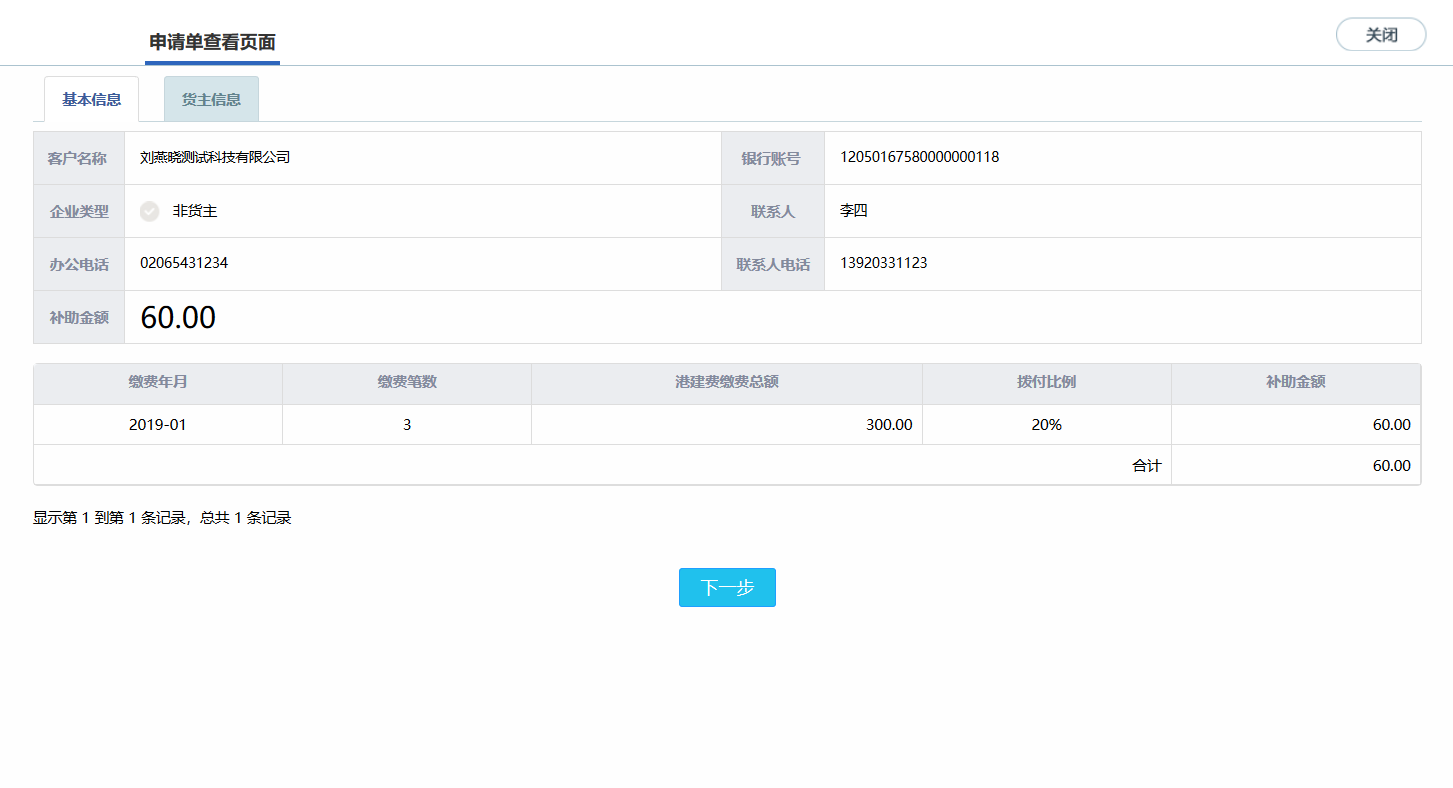 申请单查看页面
关闭
基本信息 货主信息
客户名称 刘燕晓测试科技有限公司 银行账号 12050167580000000118
企业类型 非货主 联系人 李四
办公电话 02065431234 联系人电话 13920331123
补助金额 60.00
缴费年月 缴费笔数 港建费缴费总额 拨付比例 补助金额
2019-01 3 300.00 20% 60.00
合计 60.00
显示第 1 到第 1 条记录，总共 1 条记录
下一步